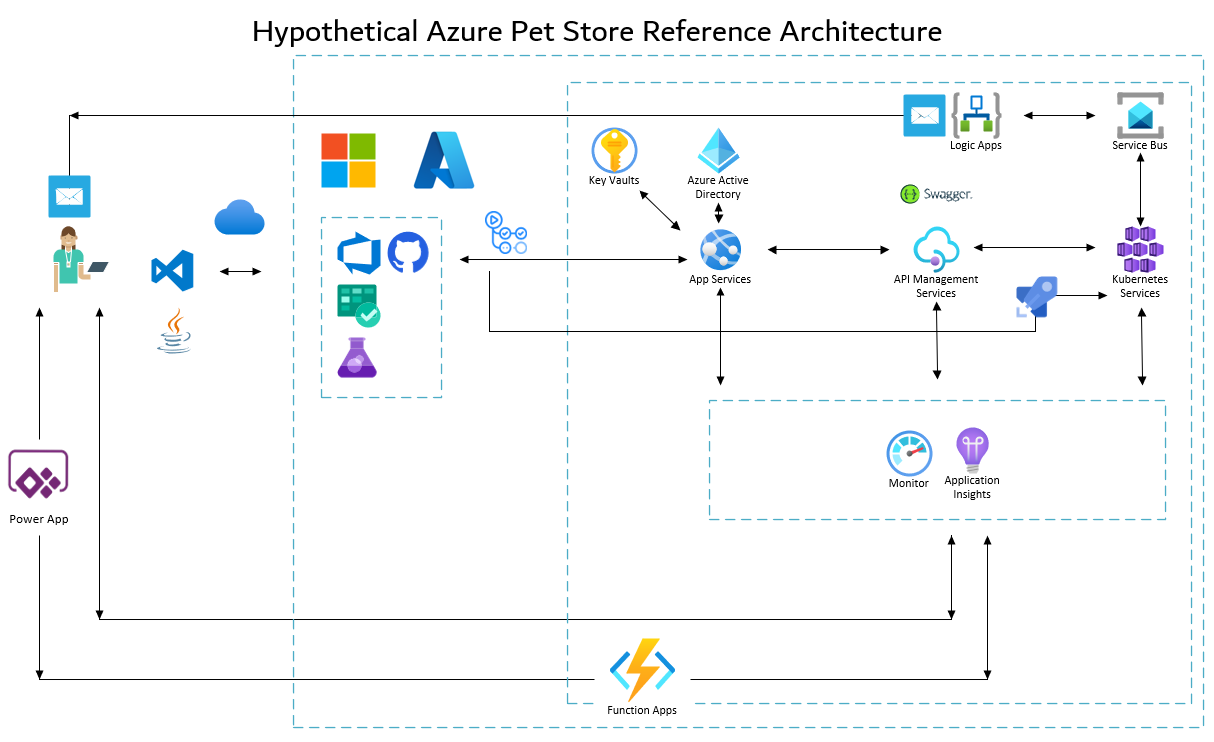 Hypothetical Azure Pet Store Reference Architecture
Logic Apps
Service Bus
Key Vaults
Azure Active
Directory
{·}
Swagger.
App Services
API Management
Services
Kubernetes
Services
Monitor
Application
Insights
Power App
Function Apps